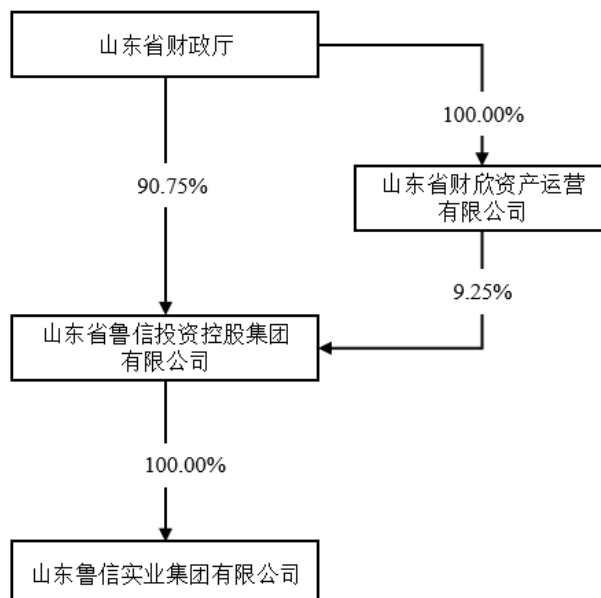 山东省财政厅
100.00%
90.75%
山东省财欣资产运营
有限公司
9.25%
山东省鲁信投资控股集团
有限公司
100.00%
山东鲁信实业集团有限公司